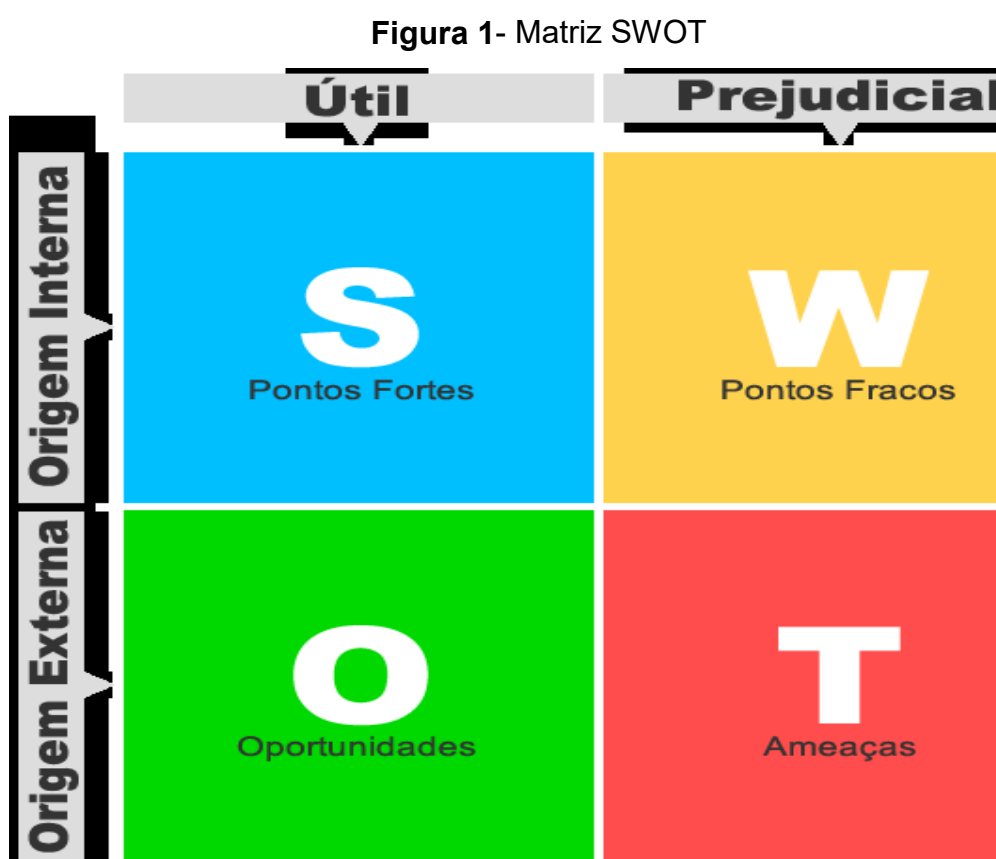 Figura 1- Matriz SWOT
Útil
Prejudicial
Origem Interna
S
Pontos Fortes
W
Pontos Fracos
Origem Externa
O
Oportunidades
T
Ameaças